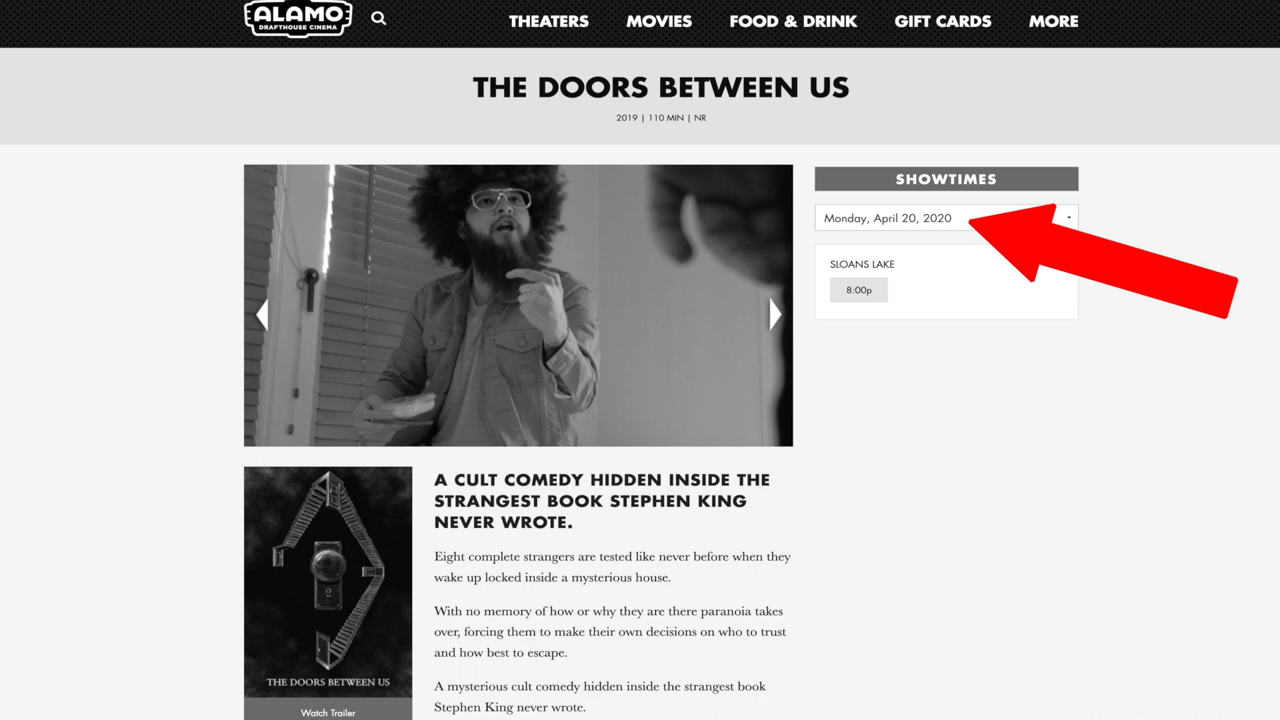 ALAMO
DRAFTHOUSE CINEMA
THEATERS MOVIES FOOD & DRINK GIFT CARDS MORE
THE DOORS BETWEEN US
2019 | 110 MIN | NR
SHOWTIMES
Monday, April 20, 2020
SLOANS LAKE
8:00p
A CULT COMEDY HIDDEN INSIDE THE
STRANGEST BOOK STEPHEN KING
NEVER WROTE.
Eight complete strangers are tested like never before when they
wake up locked inside a mysterious house.
With no memory of how or why they are there paranoia takes
over, forcing them to make their own decisions on who to trust
and how best to escape.
A mysterious cult comedy hidden inside the strangest book
Stephen King never wrote.
THE DOORS BETWEEN US
Watch Trailer